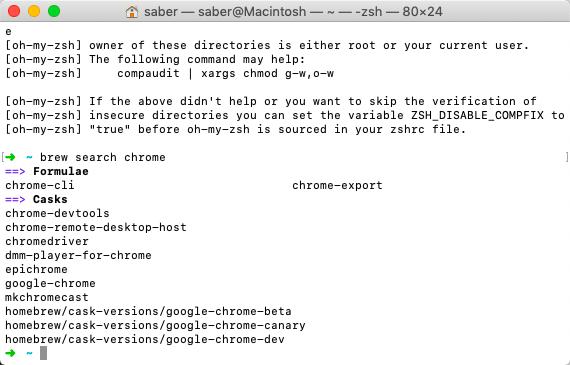 saber — saber@Macintosh — ~ — -zsh — 80×24
e
[oh-my-zsh] owner of these directories is either root or your current user.
[oh-my-zsh] The following command may help:
[oh-my-zsh]     compaudit | xargs chmod g-w,o-w

[oh-my-zsh] If the above didn't help or you want to skip the verification of
[oh-my-zsh] insecure directories you can set the variable ZSH_DISABLE_COMPFIX to
[oh-my-zsh] "true" before oh-my-zsh is sourced in your zshrc file.

[➜  ~ brew search chrome ]
==> Formulae
chrome-cli                               chrome-export
==> Casks
chrome-devtools
chrome-remote-desktop-host
chromedriver
dmm-player-for-chrome
epichrome
google-chrome
mkchromecast
homebrew/cask-versions/google-chrome-beta
homebrew/cask-versions/google-chrome-canary
homebrew/cask-versions/google-chrome-dev
➜  ~